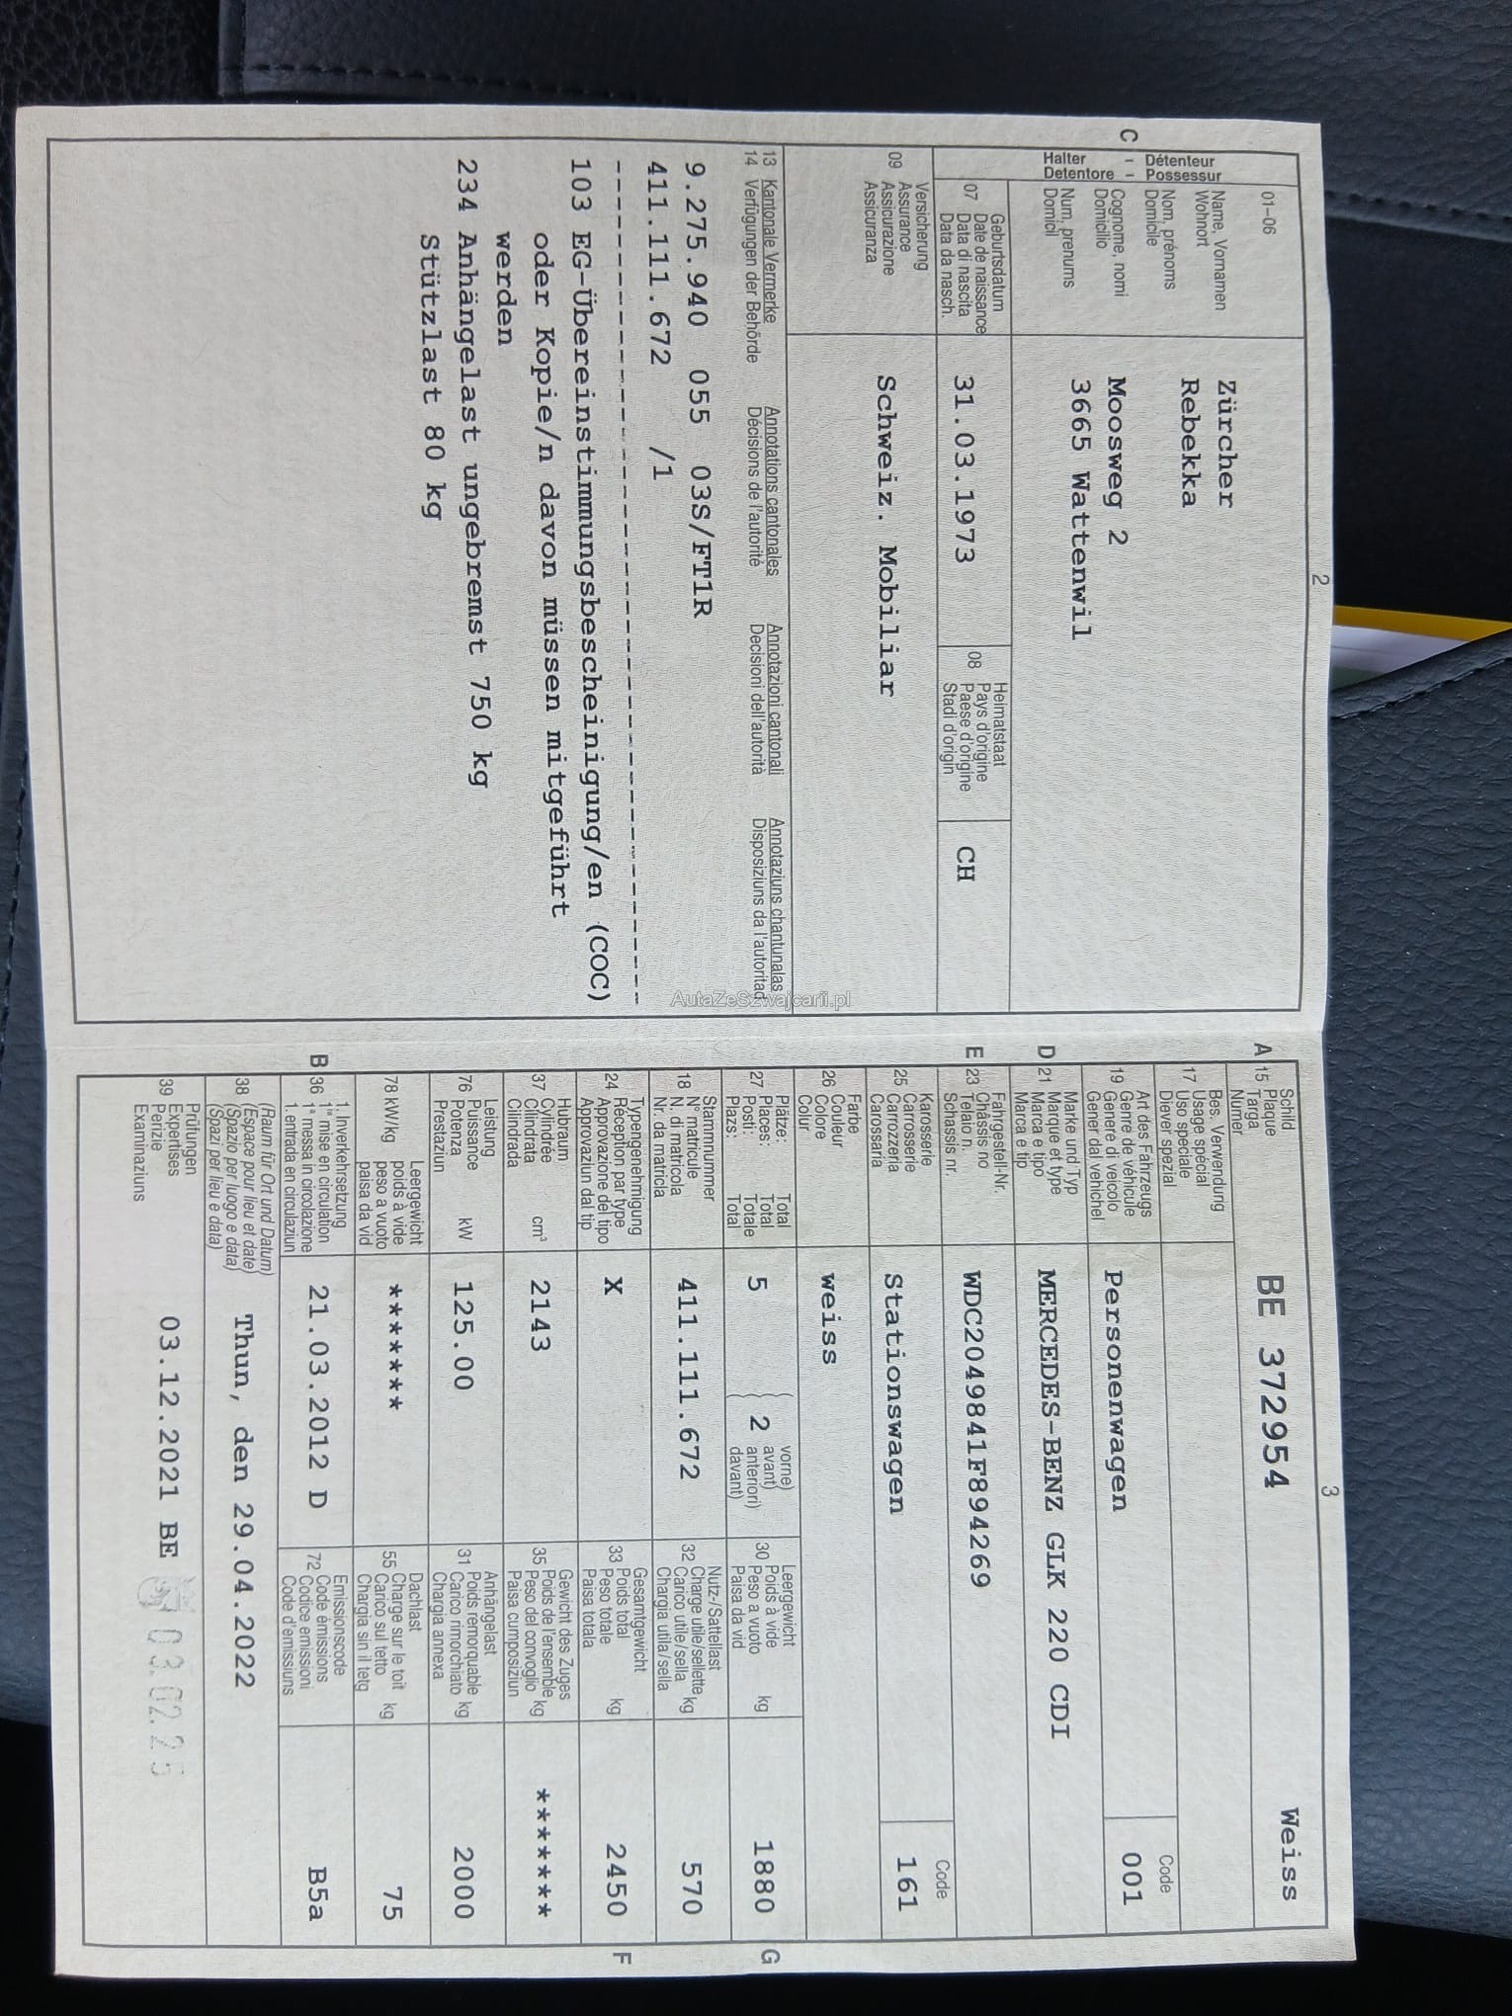 2
C
01-06
Halter - Détenteur
Detentore - Possessur
Name, Vornamen
Wohnort
Nom, prénoms
Domicile
Cognome, nomi
Domicilio
Num, prenums
Domicil
Zürcher
Rebekka
Moosweg 2
3665 Wattenwil
07
Geburtsdatum
Date de naissance
Data di nascita
Data da nasch.
31.03.1973
08
Heimatstaat
Pays d'origine
Paese d'origine
Stadi d'origin
CH
09
Versicherung
Assurance
Assicurazione
Assicuranza
Schweiz. Mobiliar
13 Kantonale Vermerke Annotations cantonales Annotazioni cantonali Annotaziuns chantunalas
14 Verfügungen der Behörde Décisions de l'autorité Decisioni dell'autorità Disposiziuns da l'autoritad
9.275.940 055 03S/FT1R
411.111.672 /1
--------------------------------------------
103 EG-Übereinstimmungsbescheinigung/en (COC)
oder Kopie/n davon müssen mitgeführt
werden
234 Anhängelast ungebremst 750 kg
Stützlast 80 kg
AutaZeSzwajcarii.pl
3
A
15
Schild
Plaque
Targa
Numer
BE 372954
Weiss
17
Bes. Verwendung
Usage spécial
Uso speciale
Diever spezial
19
Art des Fahrzeugs
Genre de véhicule
Genere di veicolo
Gener dal vehichel
Personenwagen
Code
001
D
21
Marke und Typ
Marque et type
Marca e tipo
Marca e tip
MERCEDES-BENZ GLK 220 CDI
E
23
Fahrgestell-Nr.
Châssis no
Telaio n.
Schassis nr.
WDC2049841F894269
25
Karosserie
Carrosserie
Carrozzeria
Carossaria
Stationswagen
Code
161
26
Farbe
Couleur
Colore
Colur
weiss
27
Plätze: Total
Places: Total
Posti: Totale
Plazs: Total
5
2
vorne)
(avant)
anteriori)
(davant)
30
Leergewicht
Poids à vide
Peso a vuoto kg
Paisa da vid
1880
G
18
Stammnummer
N° matricule
N. di matricola
Nr. da matricla
411.111.672
32
Nutz-/Sattellast
Charge utile/sellette
Carico utile/sella kg
Chargia utila/sella
570
24
Typengenehmigung
Réception par type
Approvazione del tipo
Approvaziun dal tip
X
33
Gesamtgewicht
Poids total
Peso totale kg
Paisa totala
2450
F
37
Hubraum
Cylindrée
Cilindrata cm³
Cilindrada
2143
35
Gewicht des Zuges
Poids de l'ensemble
Peso del convoglio kg
Paisa cumposiziun
*******
76
Leistung
Puissance
Potenza kW
Prestaziun
125.00
31
Anhängelast
Poids remorquable
Carico rimorchiato kg
Chargia annexa
2000
78 kW/kg
Leergewicht
poids à vide
peso a vuoto
paisa da vid
*******
55
Dachlast
Charge sur le toit
Carico sul tetto kg
Chargia sin il tetg
75
B
36
1. Inverkehrsetzung
1re mise en circulation
1a messa in circolazione
1. entrada en circulaziun
21.03.2012 D
72
Emissionscode
Code émissions
Codice emissioni
Code d'emissiuns
B5a
38
(Raum für Ort und Datum)
(Espace pour lieu et date)
(Spazio per luogo e data)
(Spazi per lieu e data)
Thun, den 29.04.2022
39
Prüfungen
Expertises
Perizie
Examinaziuns
03.12.2021 BE
03.02.25